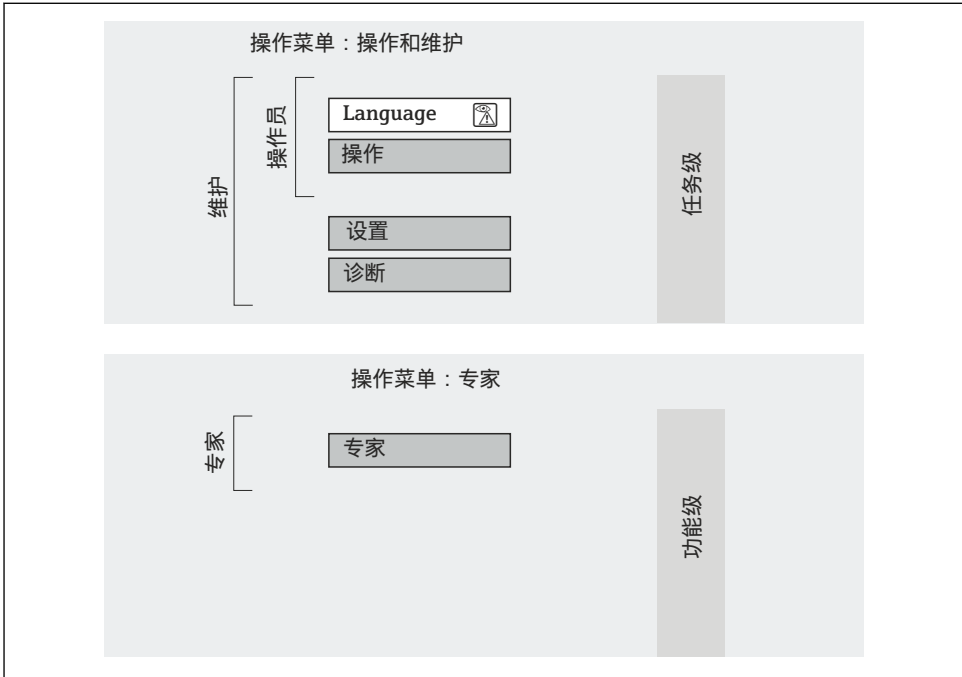 操作菜单：操作和维护
维护
操作员
Language
操作
设置
诊断
任务级
操作菜单：专家
专家
专家
功能级